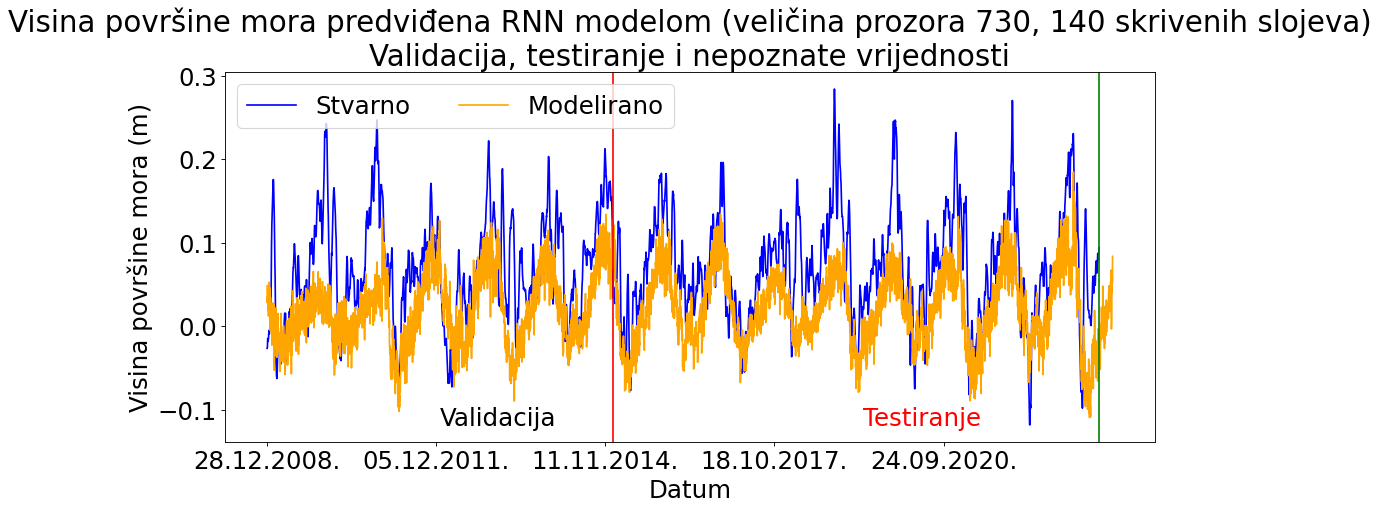 Visina površine mora predviđena RNN modelom (veličina prozora 730, 140 skrivenih slojeva)
Validacija, testiranje i nepoznate vrijednosti
Stvarno
Modelirano
Visina površine mora (m)
0.3
0.2
0.1
0.0
−0.1
Validacija
Testiranje
28.12.2008.
05.12.2011.
11.11.2014.
18.10.2017.
24.09.2020.
Datum